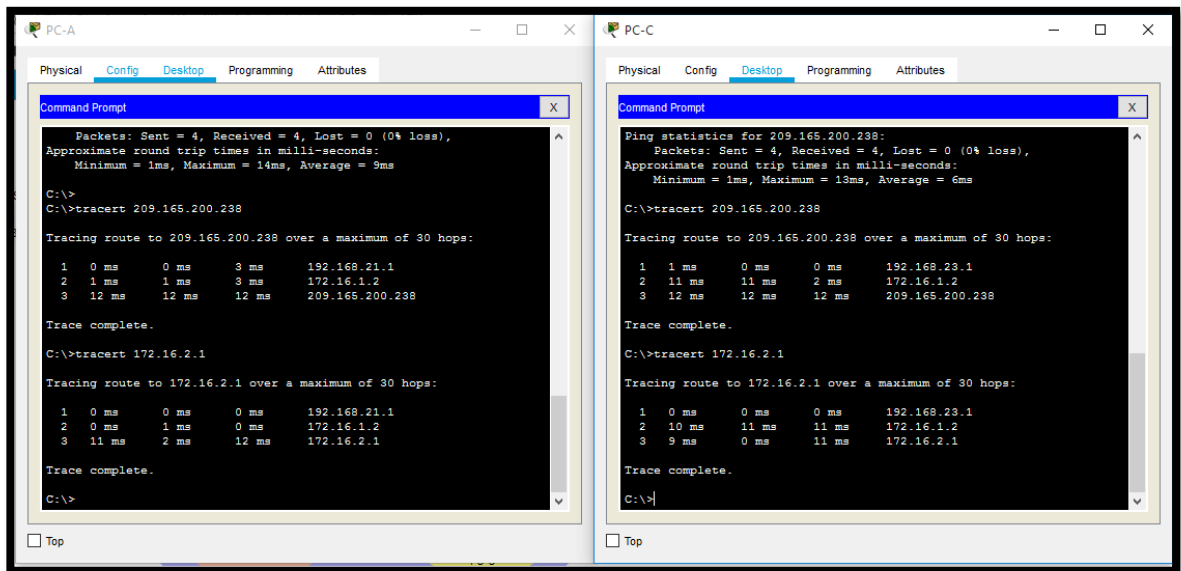 PC-A
Physical Config Desktop Programming Attributes
Command Prompt
X
Packets: Sent = 4, Received = 4, Lost = 0 (0% loss),
Approximate round trip times in milli-seconds:
Minimum = 1ms, Maximum = 14ms, Average = 9ms
C:\>
C:\>tracert 209.165.200.238
Tracing route to 209.165.200.238 over a maximum of 30 hops:
1 0 ms 0 ms 3 ms 192.168.21.1
2 1 ms 1 ms 3 ms 172.16.1.2
3 12 ms 12 ms 12 ms 209.165.200.238
Trace complete.
C:\>tracert 172.16.2.1
Tracing route to 172.16.2.1 over a maximum of 30 hops:
1 0 ms 0 ms 0 ms 192.168.21.1
2 0 ms 1 ms 0 ms 172.16.1.2
3 11 ms 2 ms 12 ms 172.16.2.1
Trace complete.
C:\>
Top
PC-C
Physical Config Desktop Programming Attributes
Command Prompt
X
Ping statistics for 209.165.200.238:
Packets: Sent = 4, Received = 4, Lost = 0 (0% loss),
Approximate round trip times in milli-seconds:
Minimum = 1ms, Maximum = 13ms, Average = 6ms
C:\>tracert 209.165.200.238
Tracing route to 209.165.200.238 over a maximum of 30 hops:
1 1 ms 0 ms 0 ms 192.168.23.1
2 11 ms 11 ms 2 ms 172.16.1.2
3 12 ms 12 ms 12 ms 209.165.200.238
Trace complete.
C:\>tracert 172.16.2.1
Tracing route to 172.16.2.1 over a maximum of 30 hops:
1 0 ms 0 ms 0 ms 192.168.23.1
2 10 ms 11 ms 11 ms 172.16.1.2
3 9 ms 0 ms 11 ms 172.16.2.1
Trace complete.
C:\>
Top